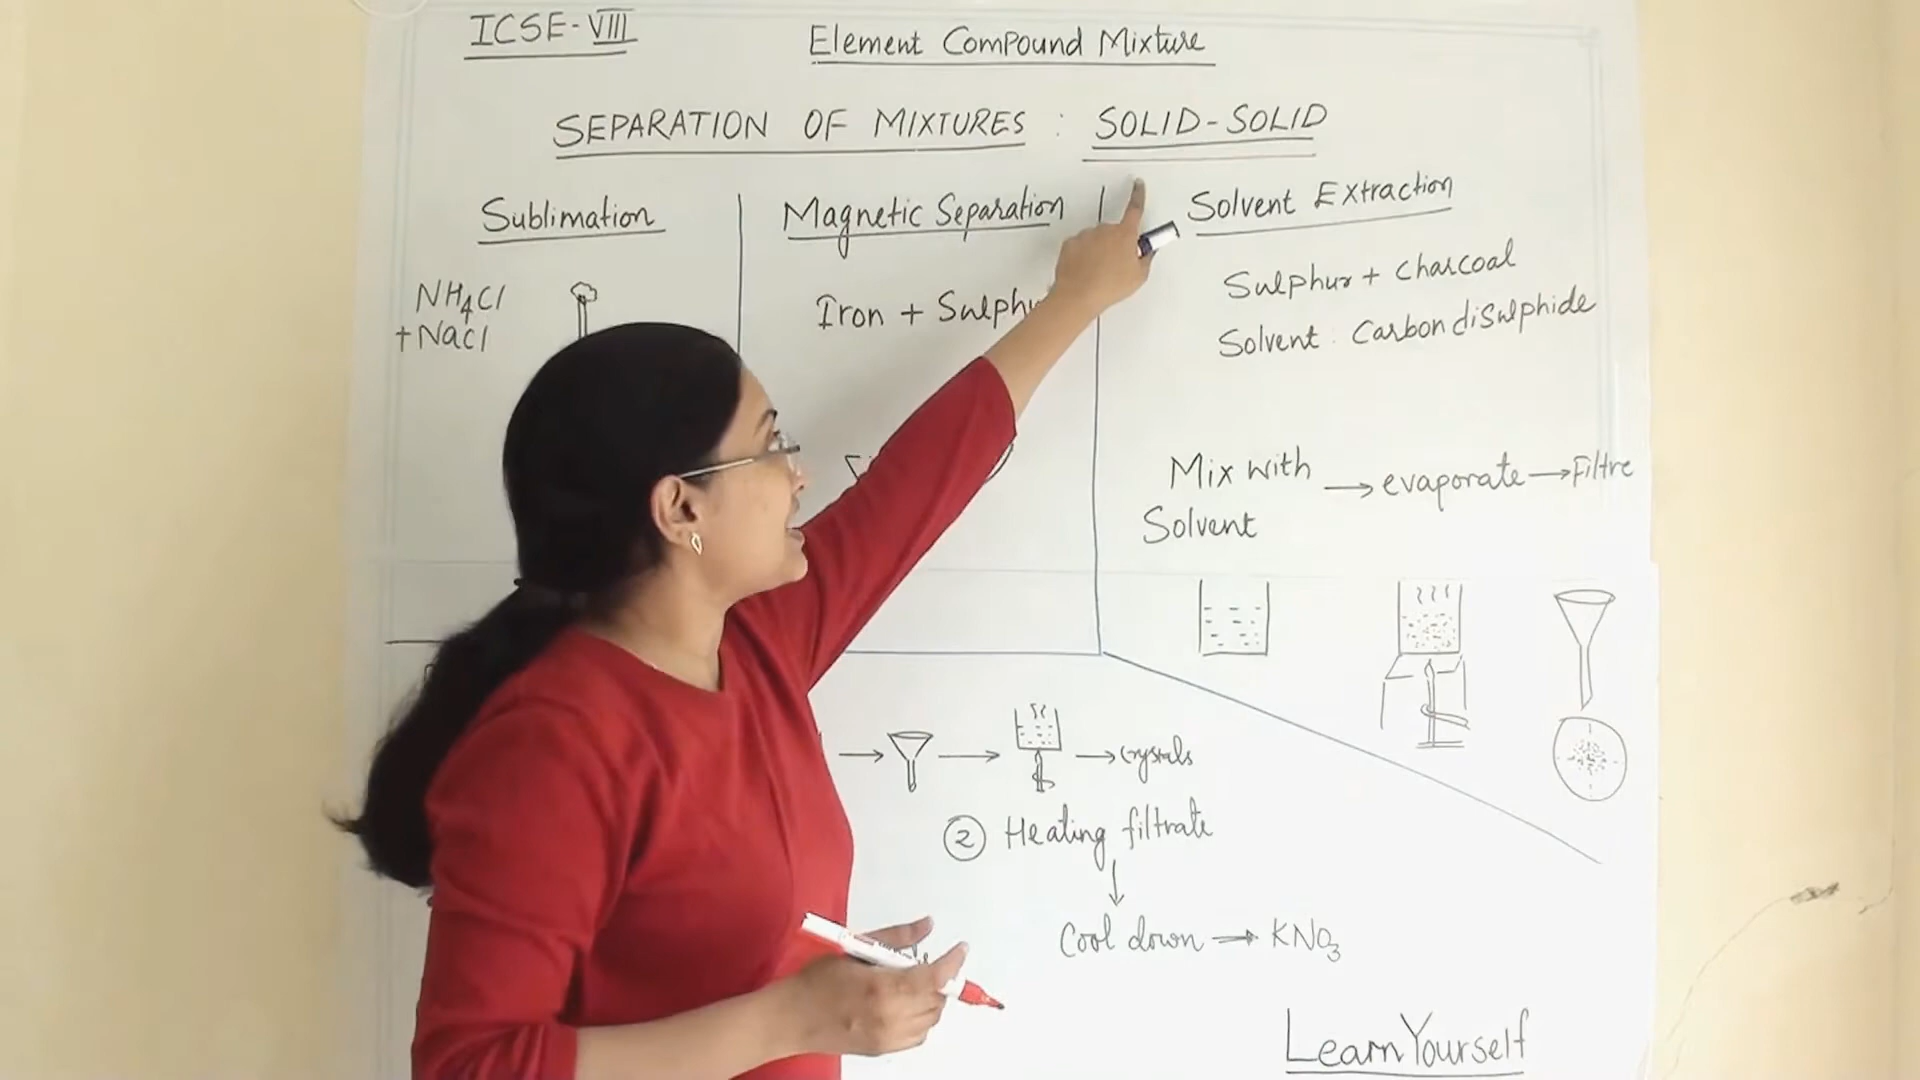 ICSE-VIII
Element Compound Mixture
SEPARATION OF MIXTURES : SOLID-SOLID
Sublimation
NH4Cl
+NaCl
Magnetic Separation
Iron + Sulphu
Solvent Extraction
Sulphur + Charcoal
Solvent : Carbon disulphide
Mix with → evaporate → Filtre
Solvent
→ → → crystals
② Heating filtrate
↓
Cool down → KNO3
Learn Yourself